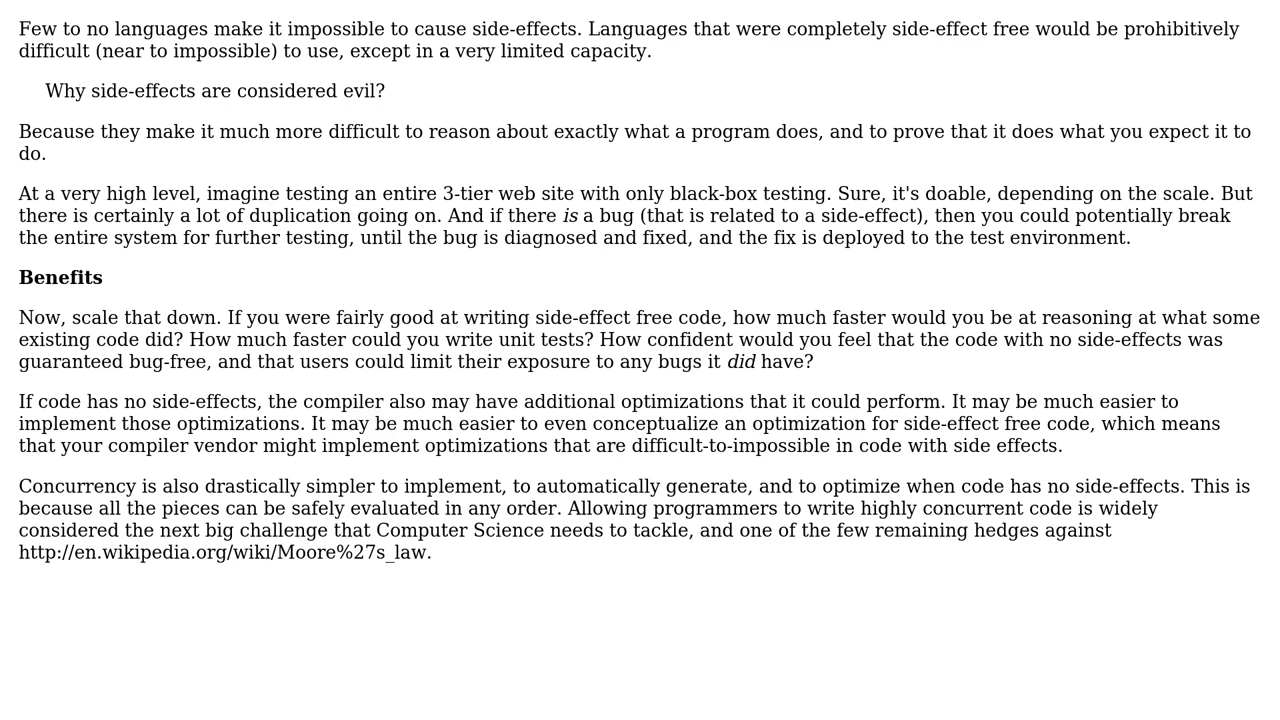 Few to no languages make it impossible to cause side-effects. Languages that were completely side-effect free would be prohibitively
difficult (near to impossible) to use, except in a very limited capacity.
Why side-effects are considered evil?
Because they make it much more difficult to reason about exactly what a program does, and to prove that it does what you expect it to
do.
At a very high level, imagine testing an entire 3-tier web site with only black-box testing. Sure, it's doable, depending on the scale. But
there is certainly a lot of duplication going on. And if there is a bug (that is related to a side-effect), then you could potentially break
the entire system for further testing, until the bug is diagnosed and fixed, and the fix is deployed to the test environment.
Benefits
Now, scale that down. If you were fairly good at writing side-effect free code, how much faster would you be at reasoning at what some
existing code did? How much faster could you write unit tests? How confident would you feel that the code with no side-effects was
guaranteed bug-free, and that users could limit their exposure to any bugs it did have?
If code has no side-effects, the compiler also may have additional optimizations that it could perform. It may be much easier to
implement those optimizations. It may be much easier to even conceptualize an optimization for side-effect free code, which means
that your compiler vendor might implement optimizations that are difficult-to-impossible in code with side effects.
Concurrency is also drastically simpler to implement, to automatically generate, and to optimize when code has no side-effects. This is
because all the pieces can be safely evaluated in any order. Allowing programmers to write highly concurrent code is widely
considered the next big challenge that Computer Science needs to tackle, and one of the few remaining hedges against
http://en.wikipedia.org/wiki/Moore%27s_law.